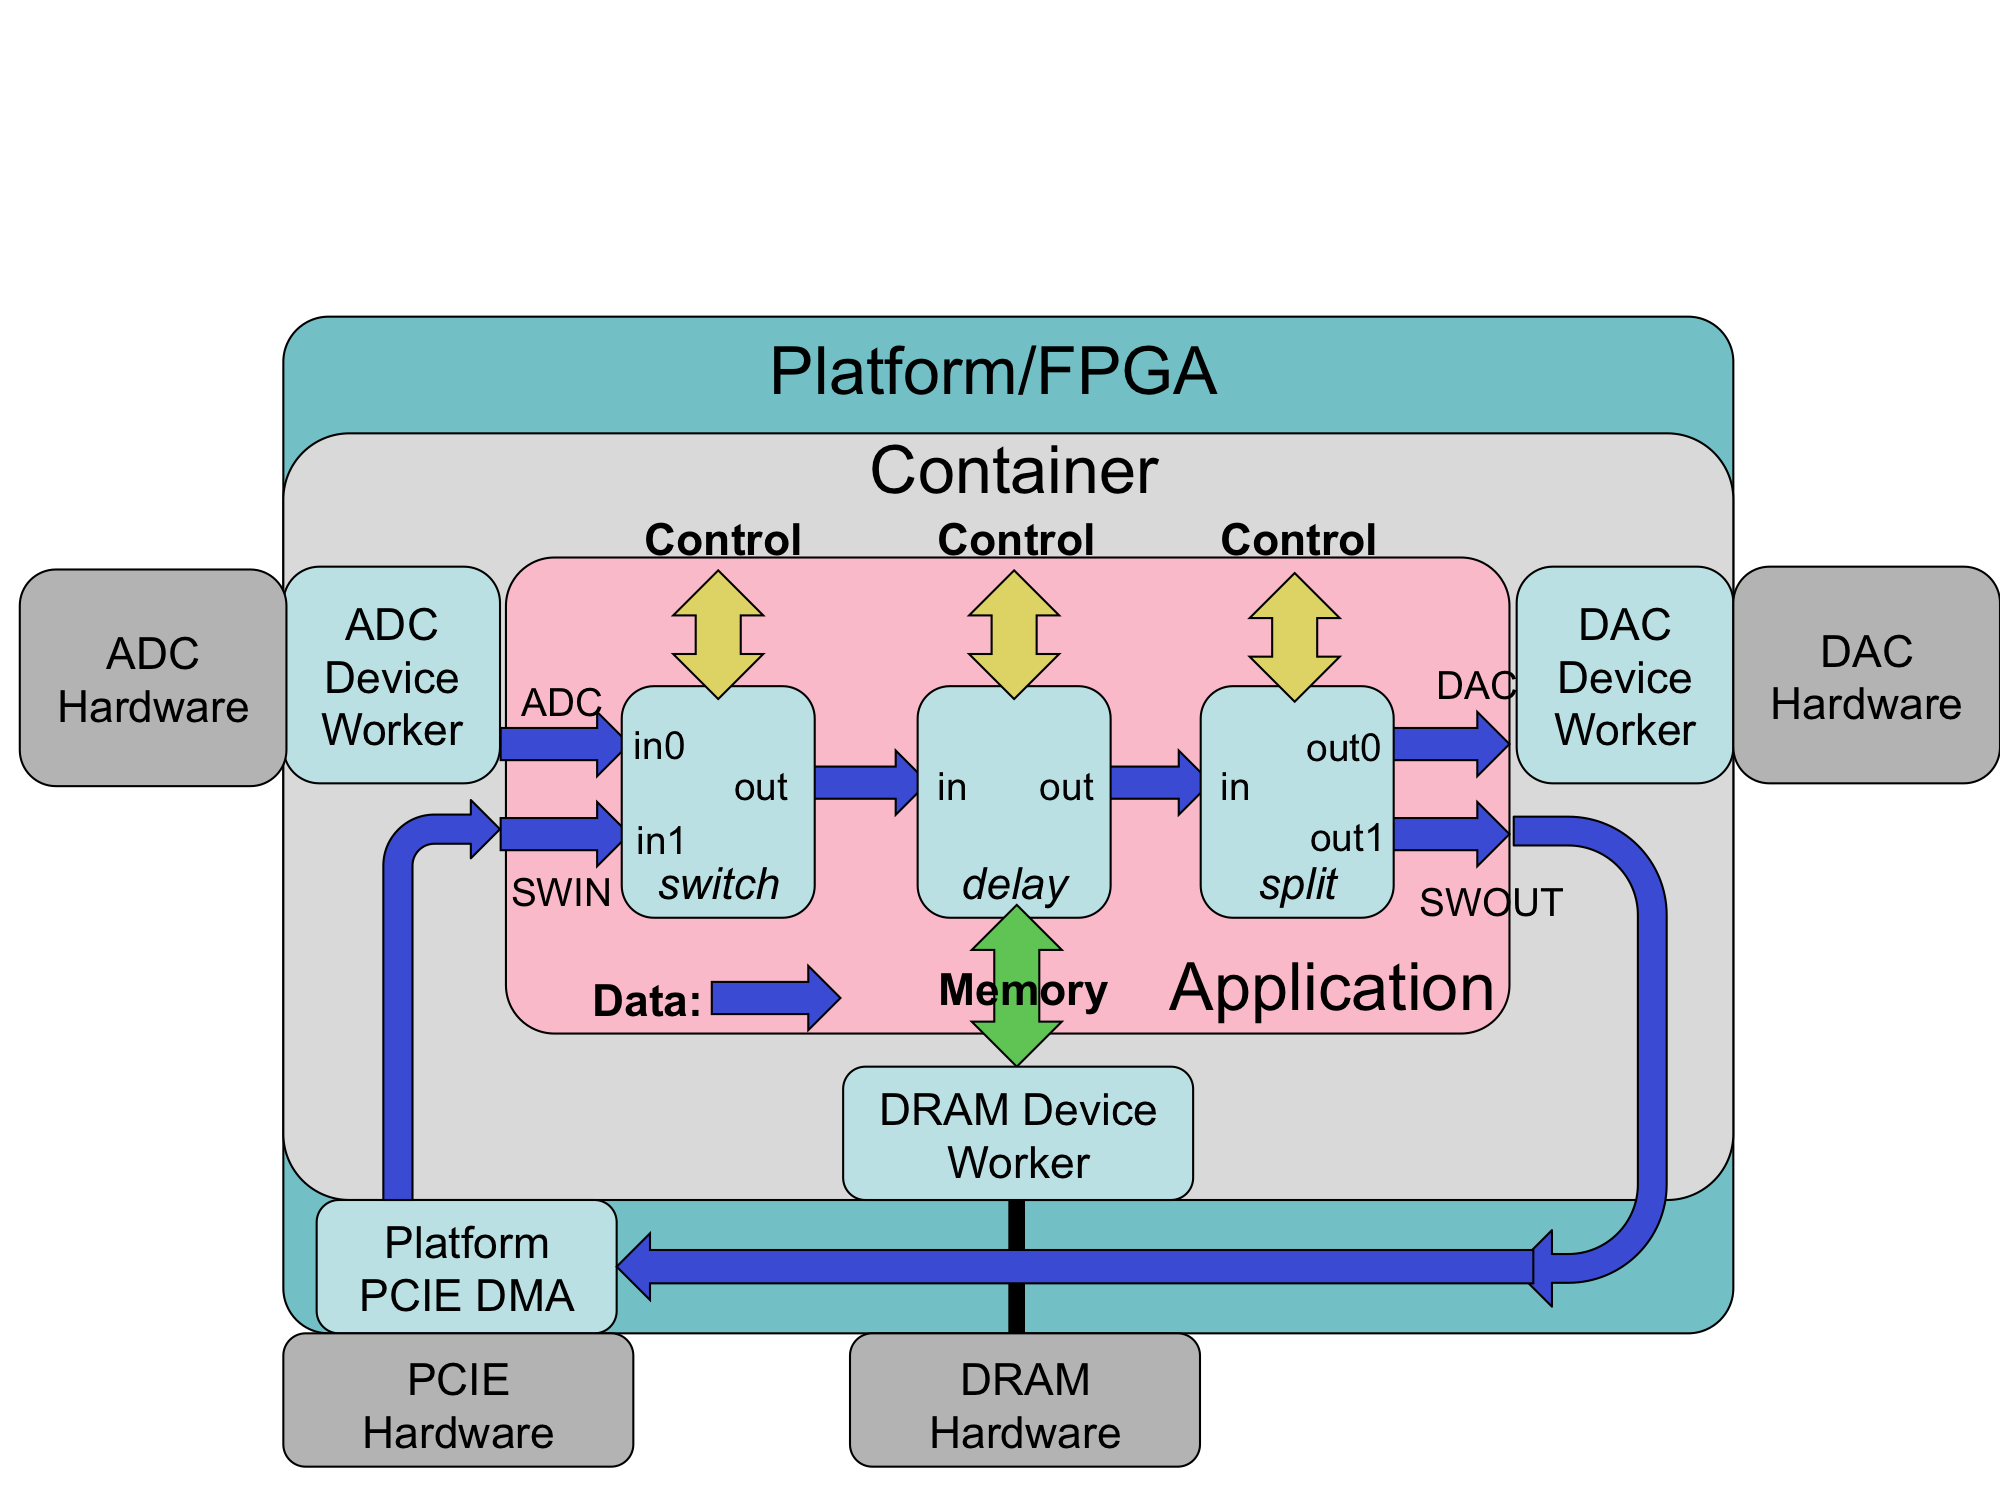 Platform/FPGA
Container
Control
Control
Control
ADC
Hardware
ADC
Device
Worker
DAC
Device
Worker
DAC
Hardware
ADC
DAC
in0
out
in1
switch
in
out
delay
in
out0
out1
split
SWIN
SWOUT
Data:
Memory
Application
DRAM Device
Worker
Platform
PCIE DMA
PCIE
Hardware
DRAM
Hardware